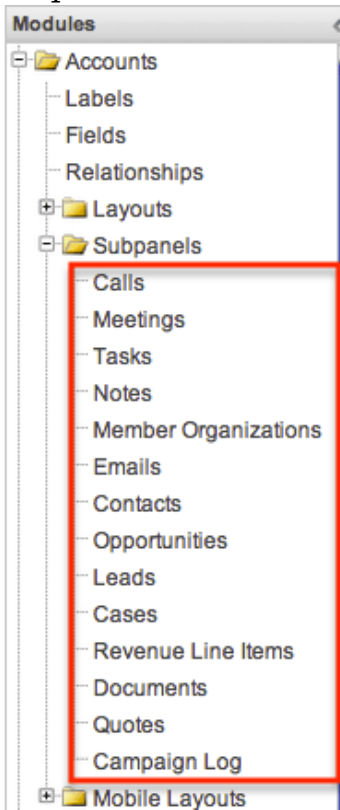 Modules
Accounts
Labels
Fields
Relationships
Layouts
Subpanels
Calls
Meetings
Tasks
Notes
Member Organizations
Emails
Contacts
Opportunities
Leads
Cases
Revenue Line Items
Documents
Quotes
Campaign Log
Mobile Layouts